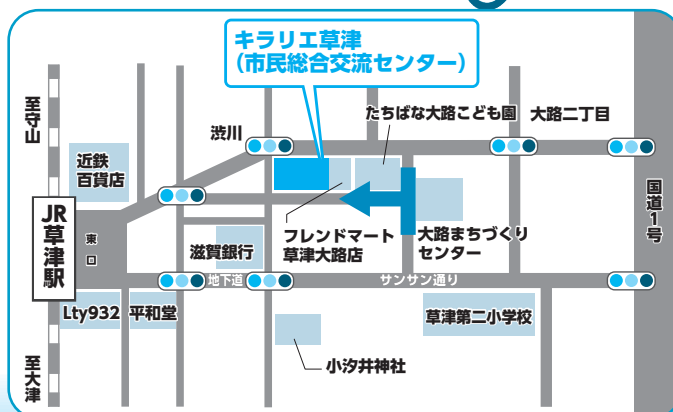 キラリエ草津
(市民総合交流センター)
たちばな大路こども園
大路二丁目
渋川
至守山
近鉄
百貨店
JR
草津駅
東口
国道1号
フレンドマート
草津大路店
大路まちづくり
センター
滋賀銀行
地下道
サンサン通り
Lty932
平和堂
草津第二小学校
小汐井神社
至大津